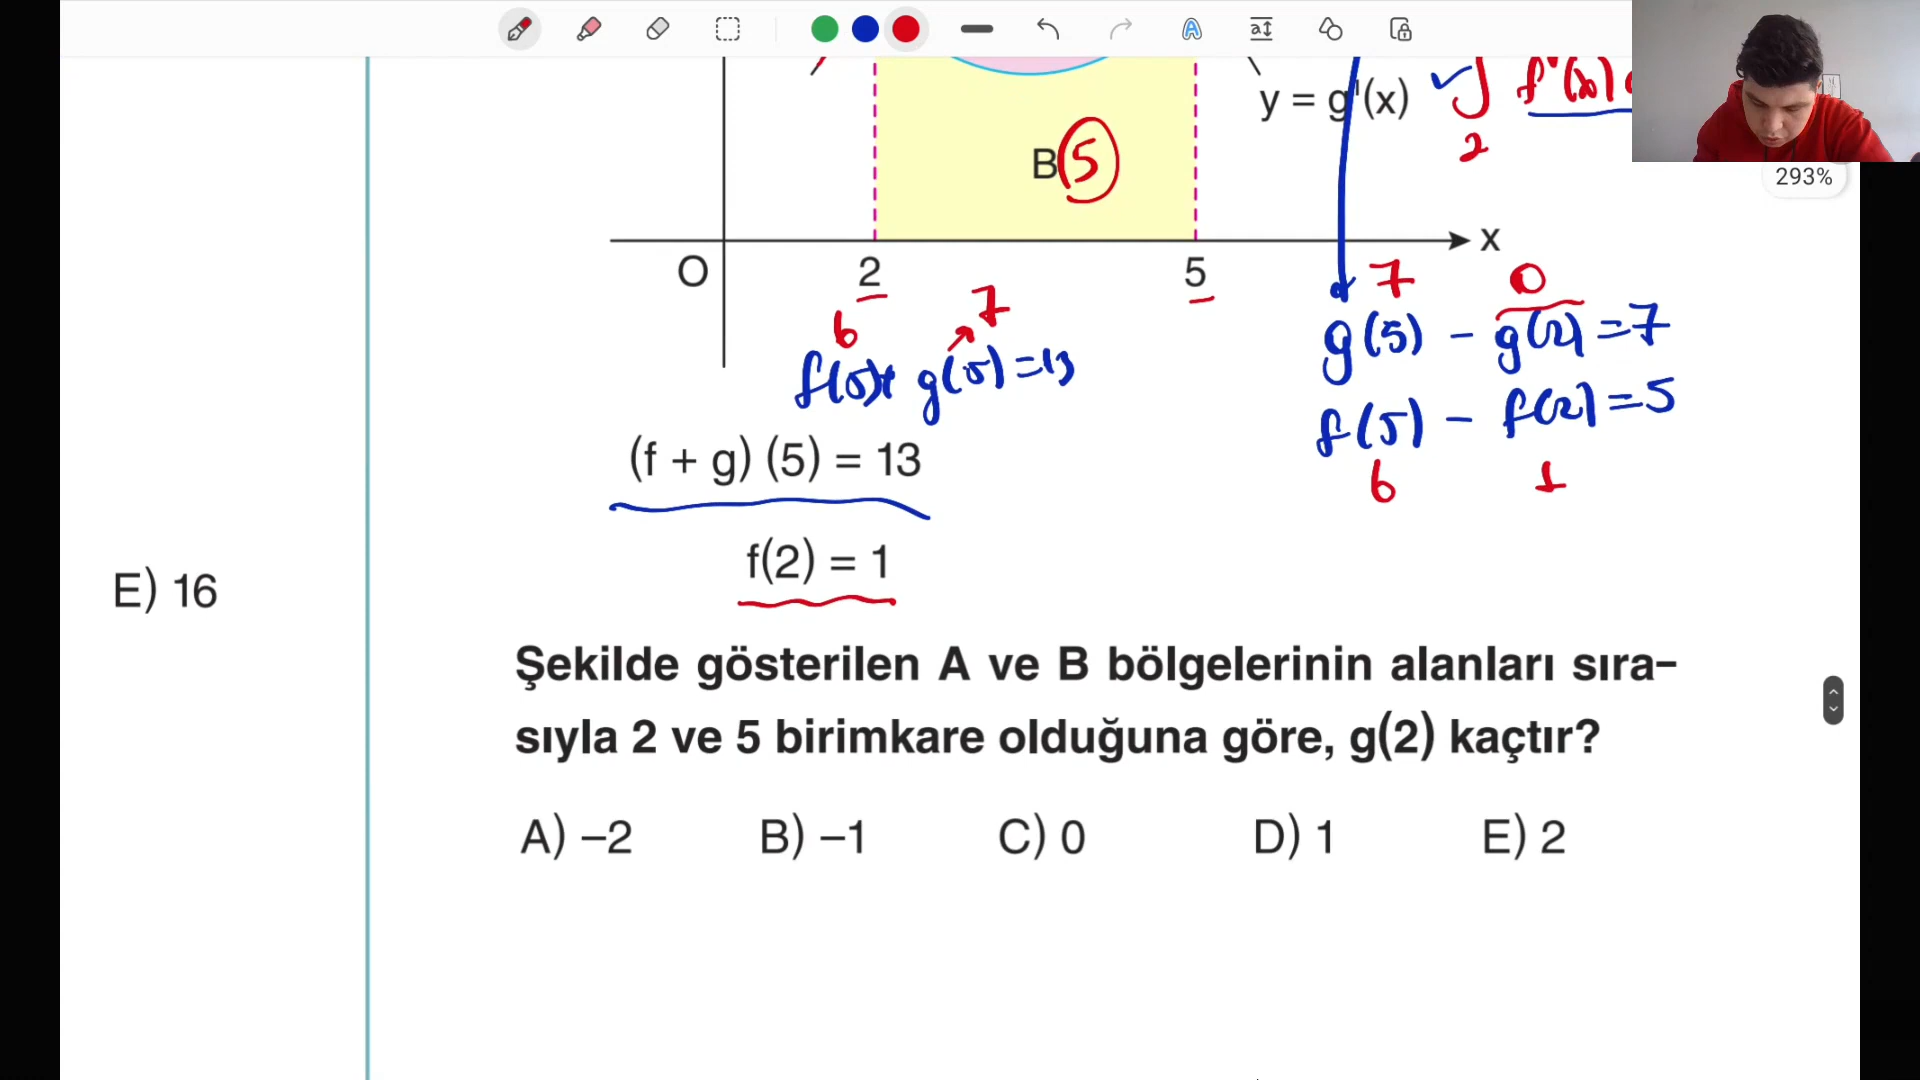 293%
y = g'(x)
f'(x)
2
B 5
x
O 2 5
6 7
f(5)+ g(5)=13
7 0
g(5) - g(2) =7
f(5) - f(2) =5
6 1
(f + g) (5) = 13
f(2) = 1
E) 16
Şekilde gösterilen A ve B bölgelerinin alanları sıra-
sıyla 2 ve 5 birimkare olduğuna göre, g(2) kaçtır?
A) –2 B) –1 C) 0 D) 1 E) 2